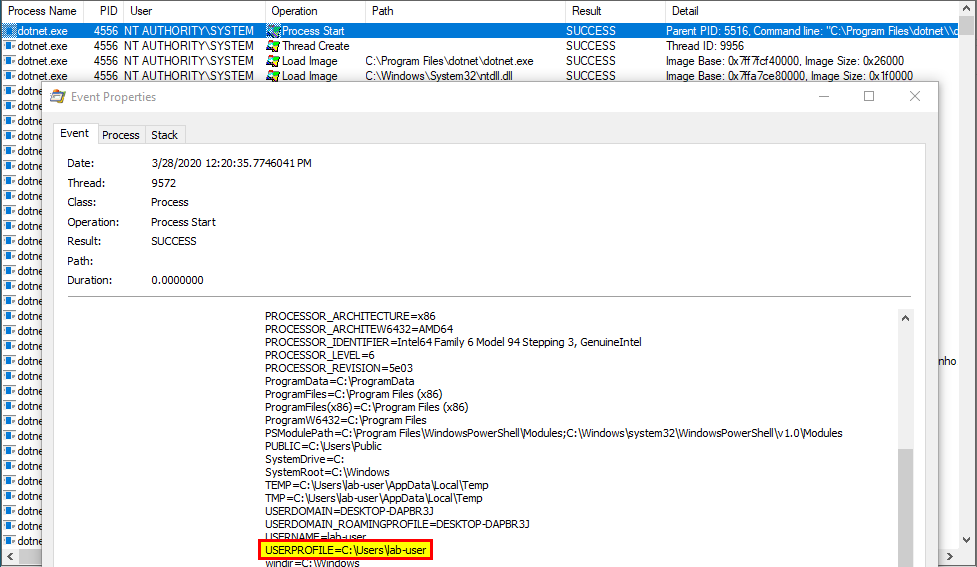 Process Name PID User Operation Path Result Detail
dotnet.exe 4556 NT AUTHORITY\SYSTEM Process Start SUCCESS Parent PID: 5516, Command line: "C:\Program Files\dotnet\\d
dotnet.exe 4556 NT AUTHORITY\SYSTEM Thread Create SUCCESS Thread ID: 9956
dotnet.exe 4556 NT AUTHORITY\SYSTEM Load Image C:\Program Files\dotnet\dotnet.exe SUCCESS Image Base: 0x7ff7fcf40000, Image Size: 0x26000
dotnet.exe 4556 NT AUTHORITY\SYSTEM Load Image C:\Windows\System32\ntdll.dll SUCCESS Image Base: 0x7ffa7ce80000, Image Size: 0x1f0000
Event Properties
Event Process Stack
Date: 3/28/2020 12:20:35.7746041 PM
Thread: 9572
Class: Process
Operation: Process Start
Result: SUCCESS
Path:
Duration: 0.0000000
PROCESSOR_ARCHITECTURE=x86
PROCESSOR_ARCHITEW6432=AMD64
PROCESSOR_IDENTIFIER=Intel64 Family 6 Model 94 Stepping 3, GenuineIntel
PROCESSOR_LEVEL=6
PROCESSOR_REVISION=5e03
ProgramData=C:\ProgramData
ProgramFiles=C:\Program Files (x86)
ProgramFiles(x86)=C:\Program Files (x86)
ProgramW6432=C:\Program Files
PSModulePath=C:\Program Files\WindowsPowerShell\Modules;C:\Windows\system32\WindowsPowerShell\v1.0\Modules
PUBLIC=C:\Users\Public
SystemDrive=C:
SystemRoot=C:\Windows
TEMP=C:\Users\lab-user\AppData\Local\Temp
TMP=C:\Users\lab-user\AppData\Local\Temp
USERDOMAIN=DESKTOP-DAPBR3J
USERDOMAIN_ROAMINGPROFILE=DESKTOP-DAPBR3J
USERNAME=lab-user
USERPROFILE=C:\Users\lab-user
windir=C:\Windows